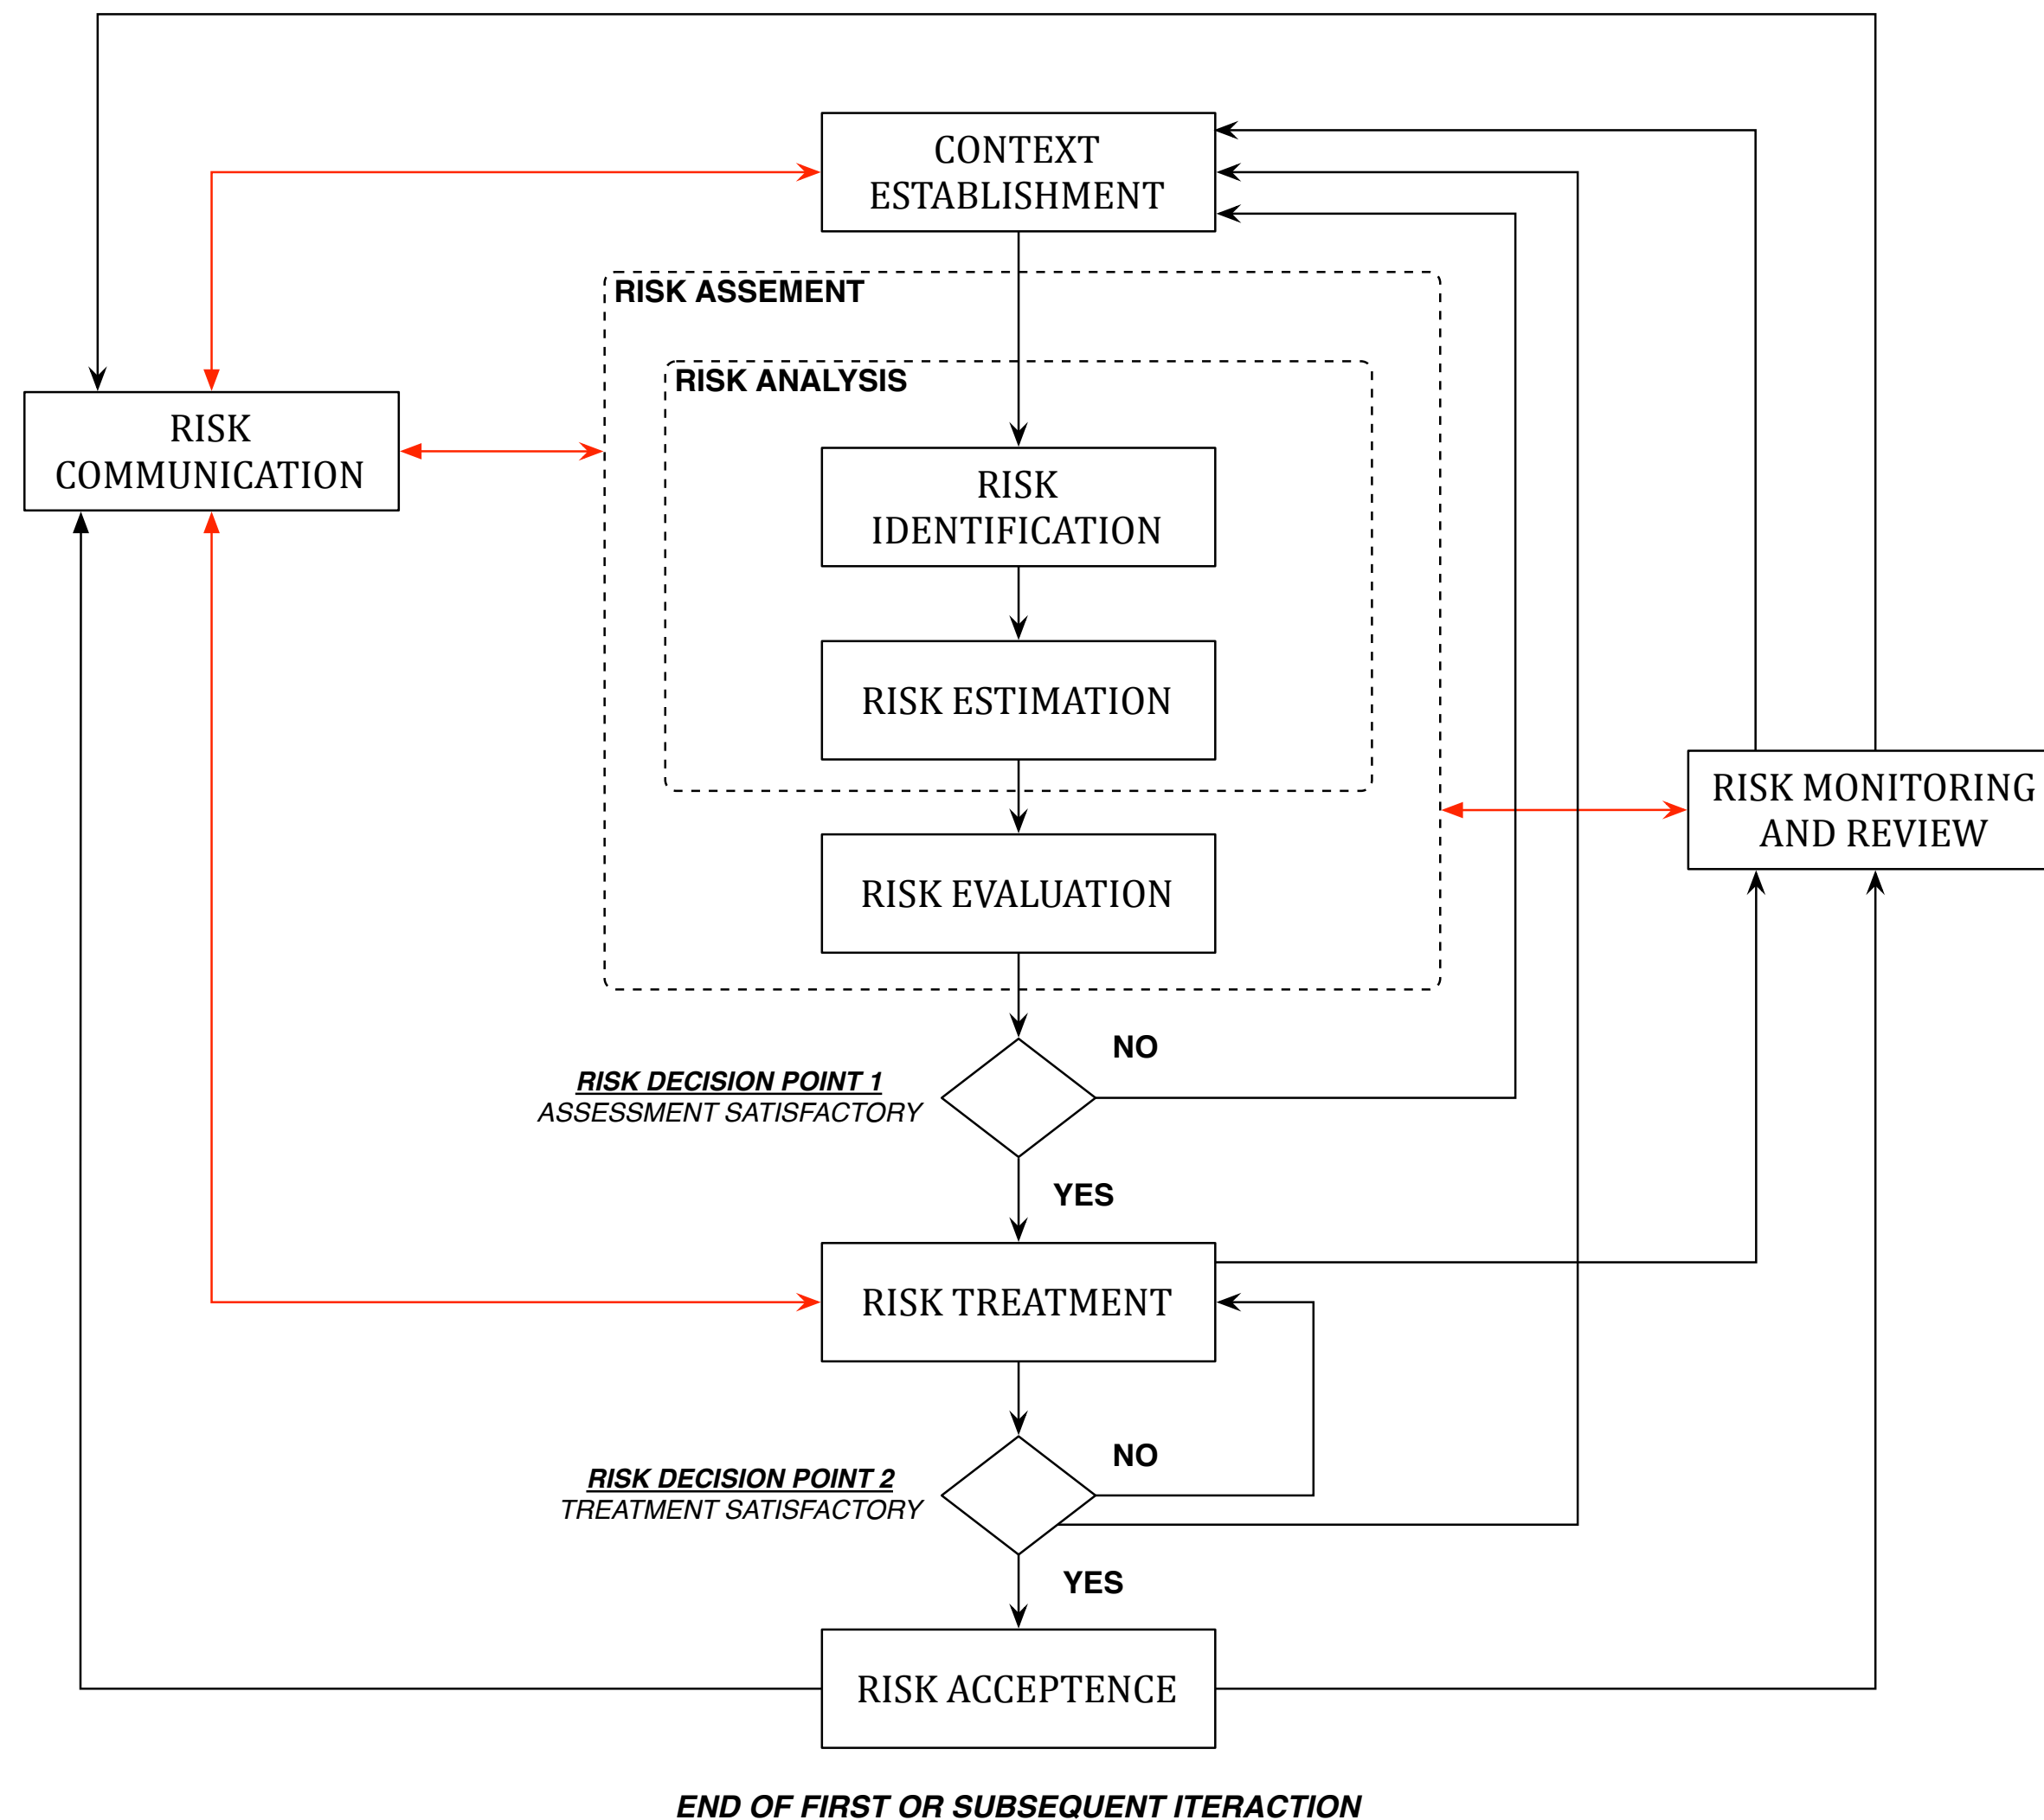 CONTEXT
ESTABLISHMENT
RISK ASSEMENT
RISK ANALYSIS
RISK
COMMUNICATION
RISK
IDENTIFICATION
RISK ESTIMATION
RISK MONITORING
AND REVIEW
RISK EVALUATION
NO
RISK DECISION POINT 1
ASSESSMENT SATISFACTORY
YES
RISK TREATMENT
NO
RISK DECISION POINT 2
TREATMENT SATISFACTORY
YES
RISK ACCEPTENCE
END OF FIRST OR SUBSEQUENT ITERACTION